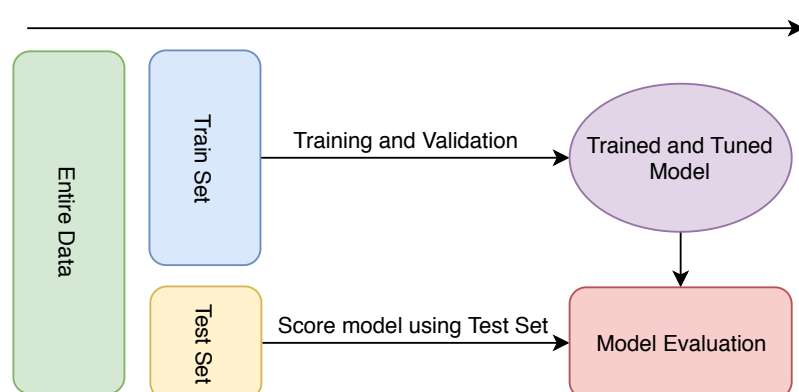 Entire Data
Train Set
Training and Validation
Trained and Tuned
Model
Test Set
Score model using Test Set
Model Evaluation